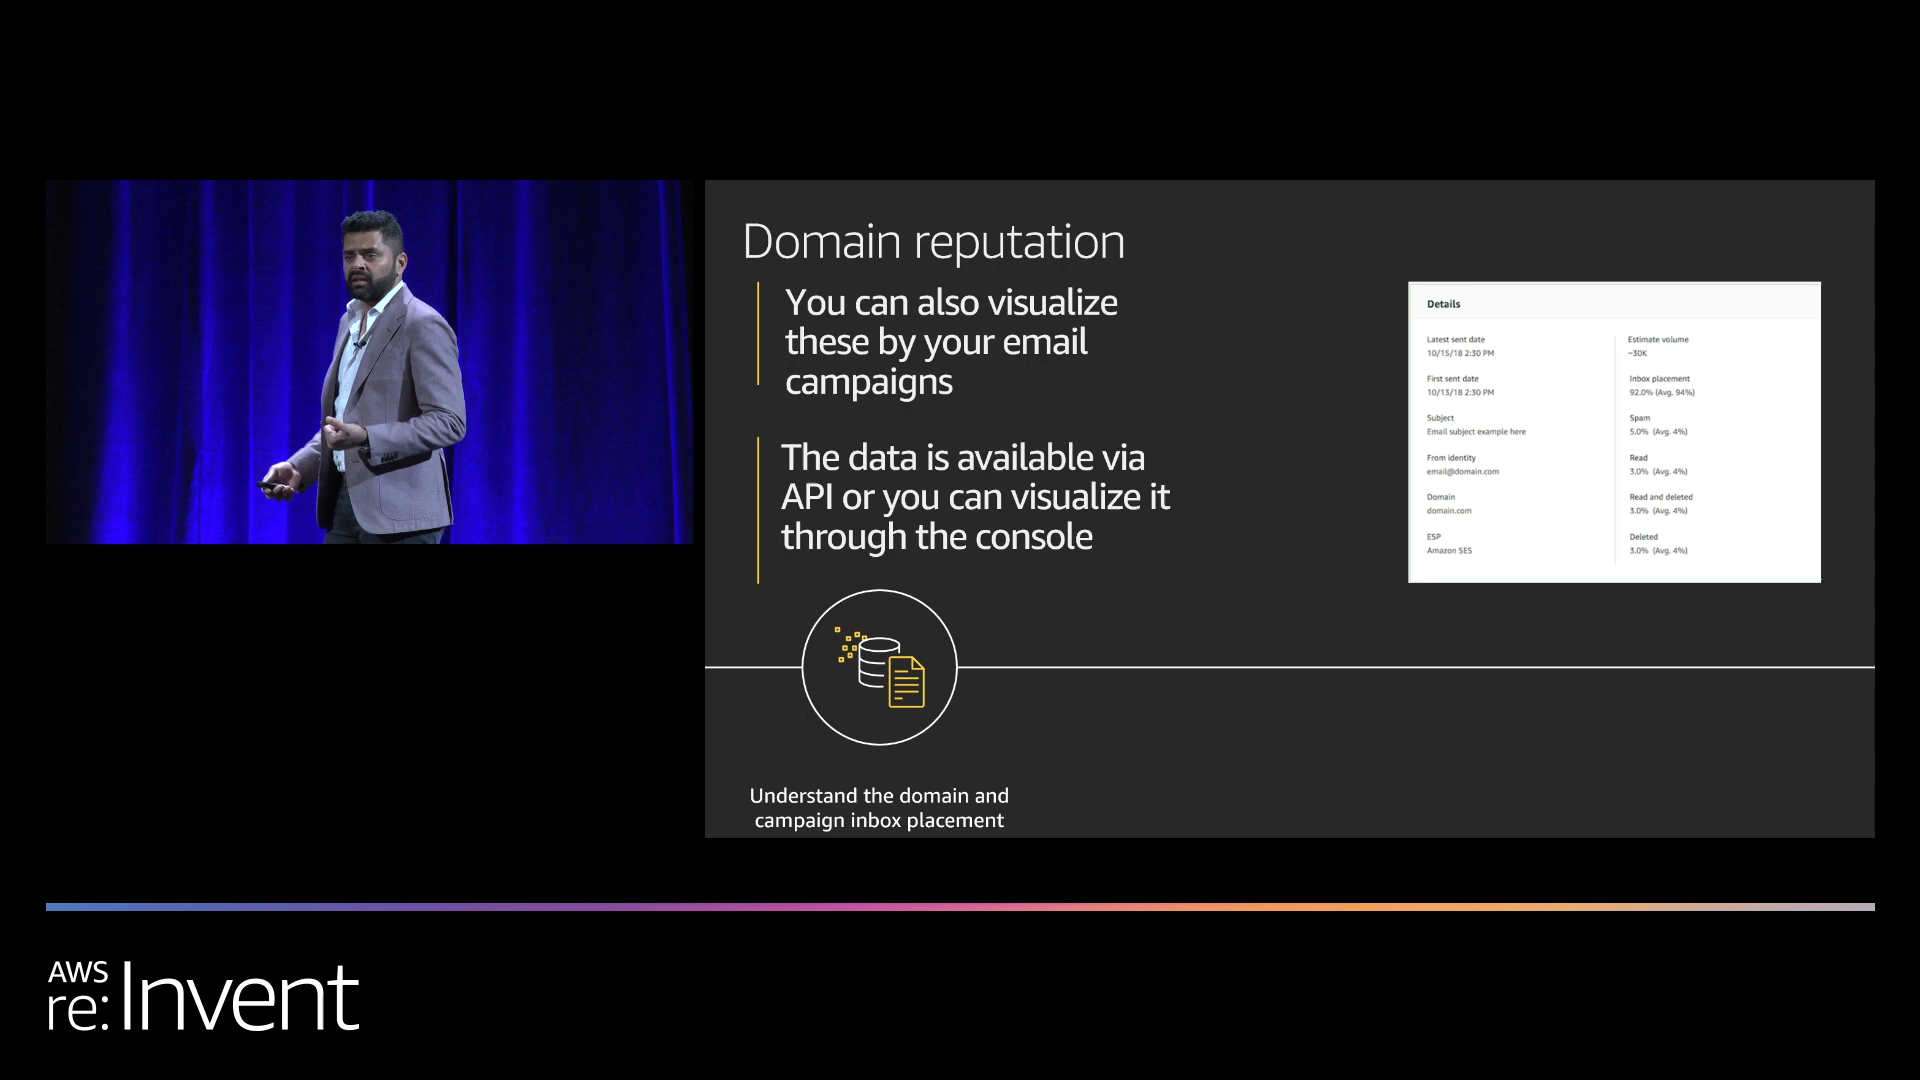 Domain reputation
You can also visualize
these by your email
campaigns
The data is available via
API or you can visualize it
through the console
Understand the domain and
campaign inbox placement
Details
Latest sent date
10/15/18 2:30 PM
First sent date
10/13/18 2:30 PM
Subject
Email subject example here
From identity
email@domain.com
Domain
domain.com
ESP
Amazon SES
Estimate volume
~30K
Inbox placement
92.0% (Avg. 94%)
Spam
5.0% (Avg. 4%)
Read
3.0% (Avg. 4%)
Read and deleted
3.0% (Avg. 4%)
Deleted
3.0% (Avg. 4%)
AWS
re:Invent